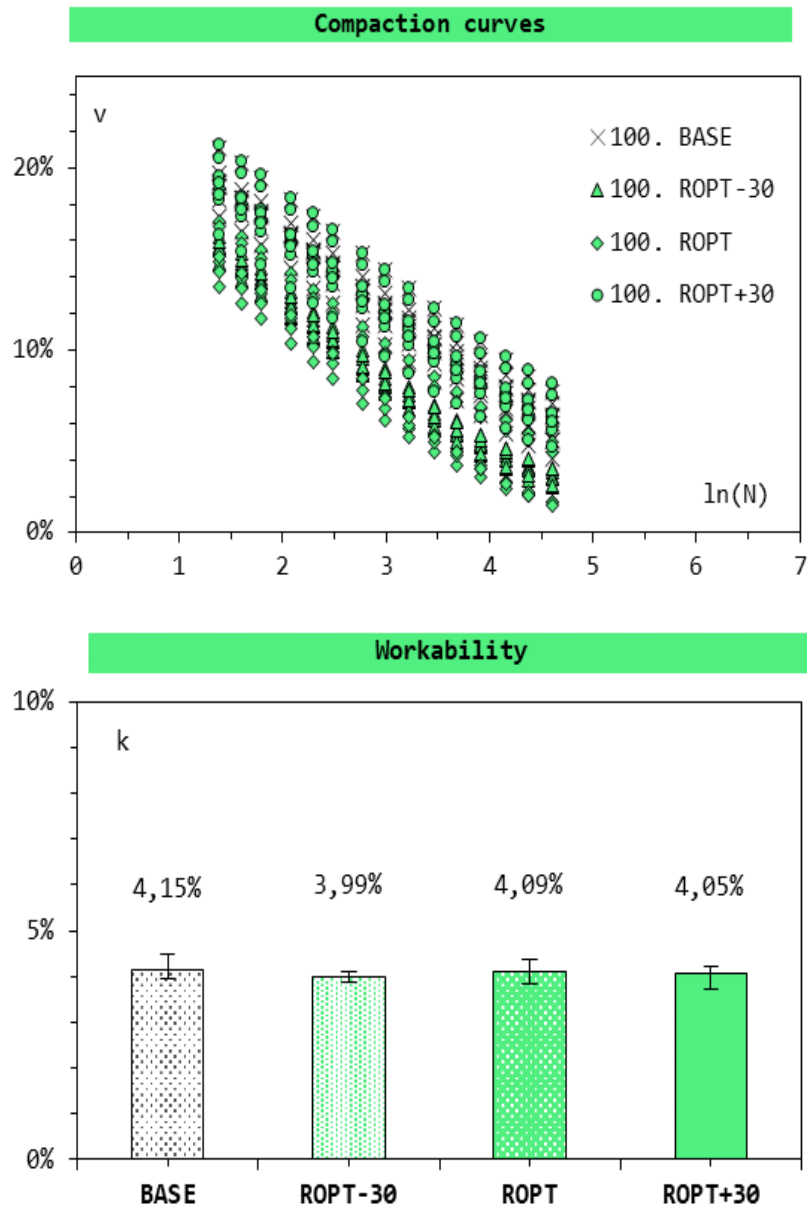 Compaction curves
v
20%
10%
0%
× 100. BASE
100. ROPT-30
100. ROPT
100. ROPT+30
ln(N)
0 1 2 3 4 5 6 7
Workability
10%
k
5%
0%
4,15% 3,99% 4,09% 4,05%
BASE ROPT-30 ROPT ROPT+30